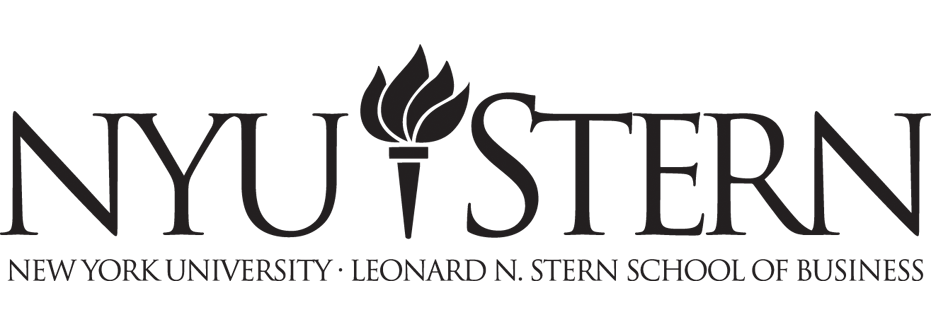 NYU STERN
NEW YORK UNIVERSITY · LEONARD N. STERN SCHOOL OF BUSINESS